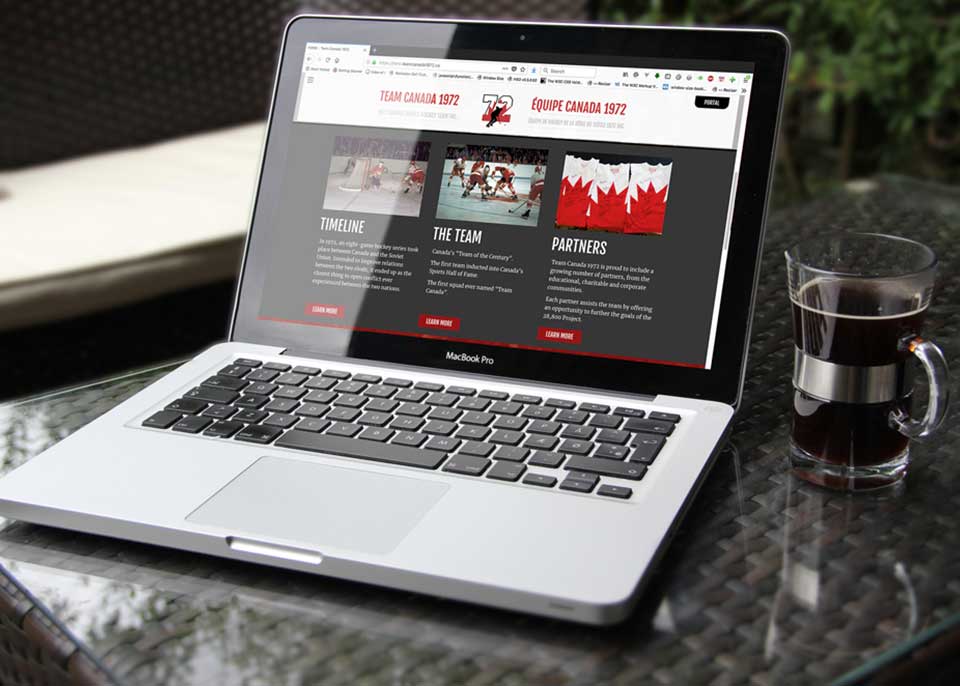 Home - Team Canada 1972
Search
TEAM CANADA 1972
72
ÉQUIPE CANADA 1972
PORTAL
TIMELINE
In 1972, an eight-game hockey series took
place between Canada and the Soviet
Union. Intended to improve relations
between the two rivals, it ended up as the
closest thing to open conflict ever
experienced between the two nations.
LEARN MORE
THE TEAM
Canada's "Team of the Century".
The first team inducted into Canada's
Sports Hall of Fame.
The first squad ever named "Team
Canada".
LEARN MORE
PARTNERS
Team Canada 1972 is proud to include a
growing number of partners, from the
educational, charitable and corporate
communities.
Each partner assists the team by offering
an opportunity to further the goals of the
28,800 Project.
LEARN MORE
MacBook Pro